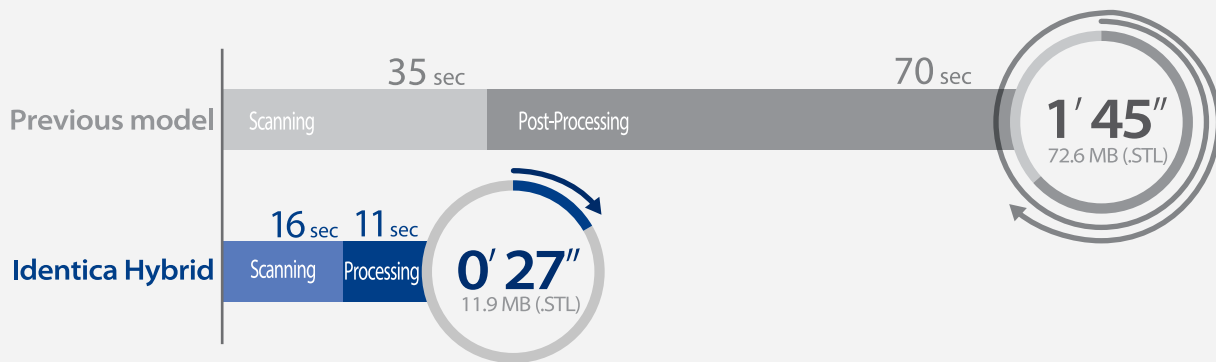 35 sec
70 sec
Previous model
Scanning
Post-Processing
1′ 45″
72.6 MB (.STL)
16 sec
11 sec
Identica Hybrid
Scanning
Processing
0′ 27″
11.9 MB (.STL)